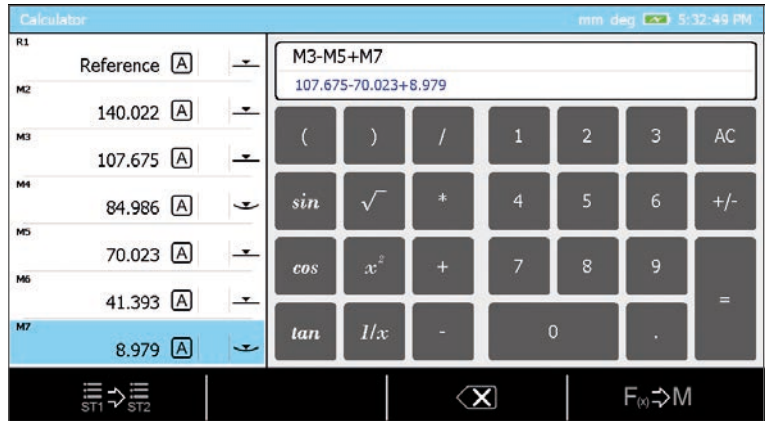 Calculator mm deg 5:32:49 PM
R1
Reference A
M2
140.022 A
M3
107.675 A
M4
84.986 A
M5
70.023 A
M6
41.393 A
M7
8.979 A
M3-M5+M7
107.675-70.023+8.979
( ) / 1 2 3 AC
sin √ * 4 5 6 +/-
cos x² + 7 8 9
=
tan 1/x - 0 .
ST1 ST2
F(x) M